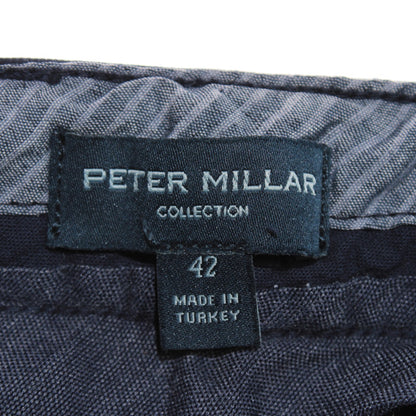 PETER MILLAR
COLLECTION
42
MADE IN
TURKEY